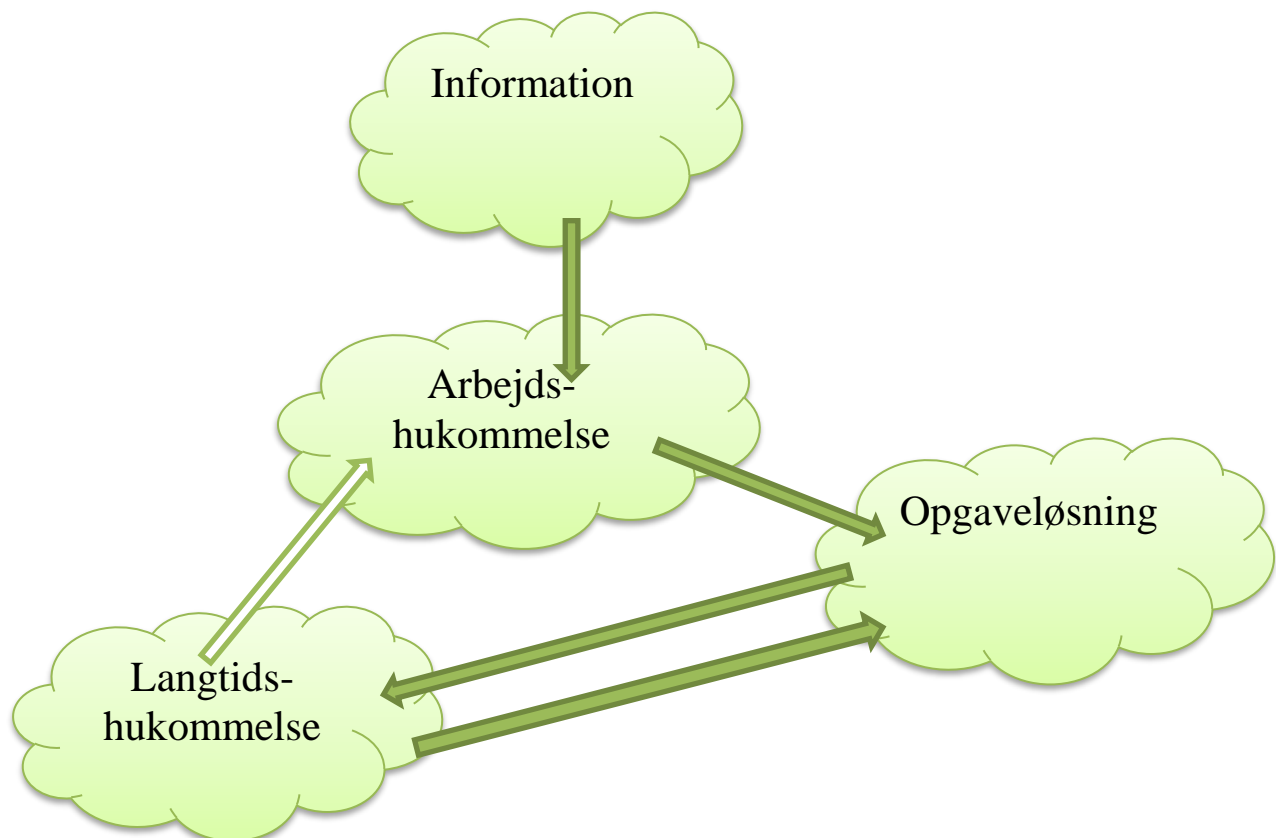 Information
Arbejds-
hukommelse
Opgaveløsning
Langtids-
hukommelse